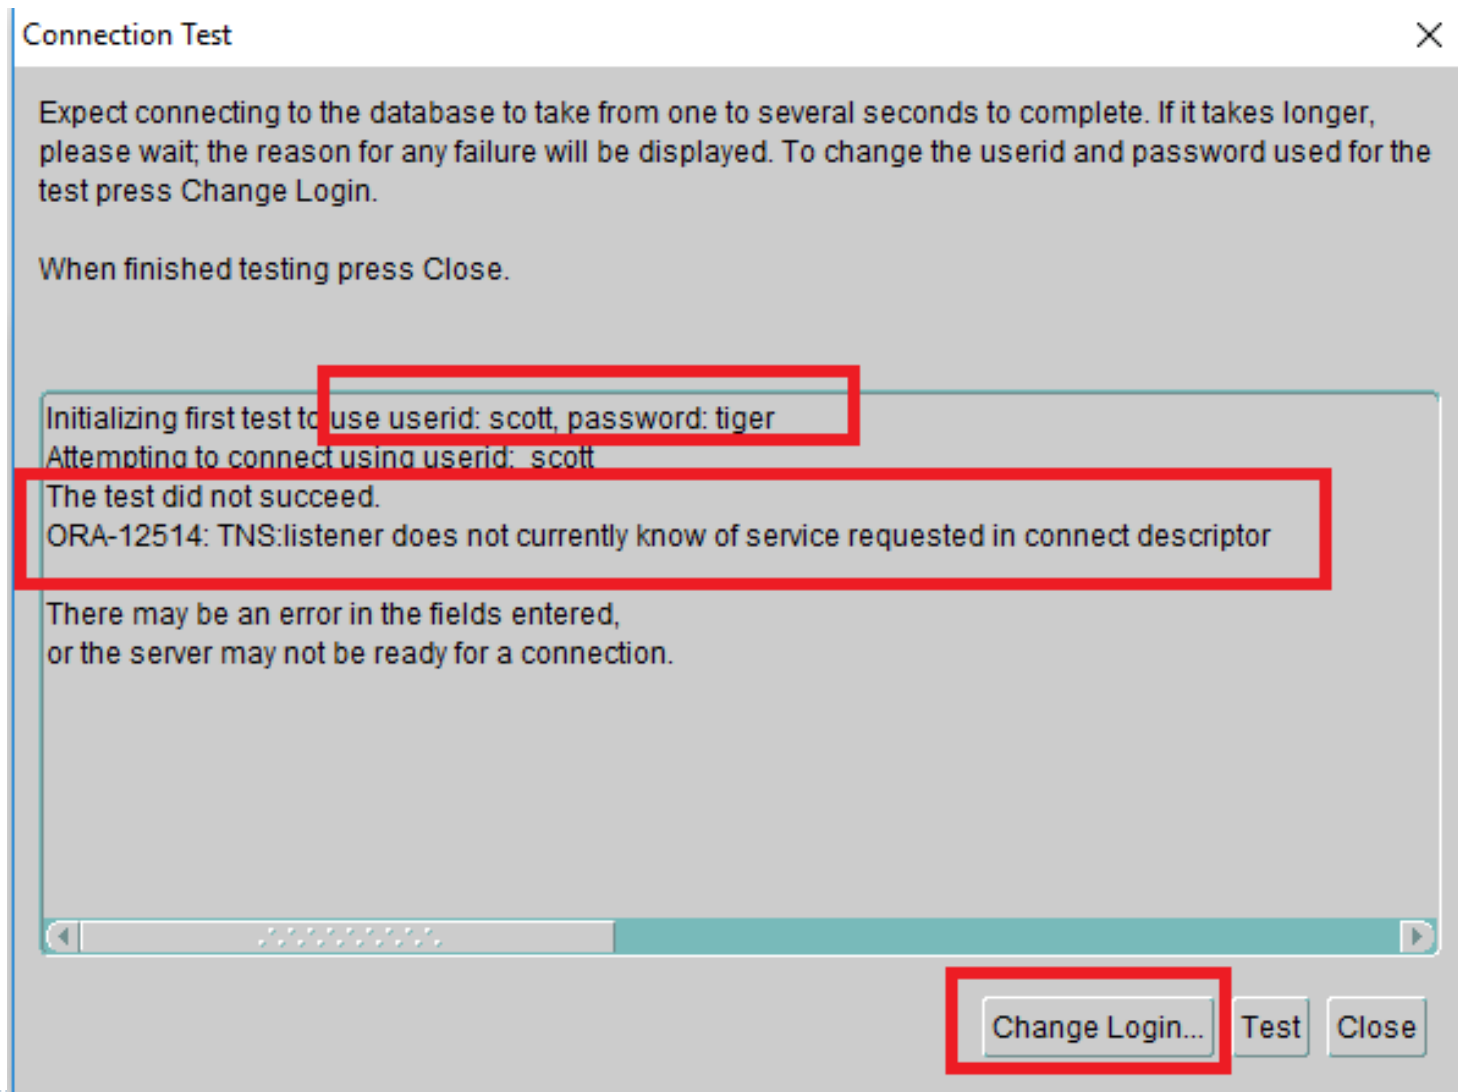 Connection Test
Expect connecting to the database to take from one to several seconds to complete. If it takes longer,
please wait; the reason for any failure will be displayed. To change the userid and password used for the
test press Change Login.
When finished testing press Close.
Initializing first test to use userid: scott, password: tiger
Attempting to connect using userid:  scott
The test did not succeed.
ORA-12514: TNS:listener does not currently know of service requested in connect descriptor
There may be an error in the fields entered,
or the server may not be ready for a connection.
Change Login... Test Close